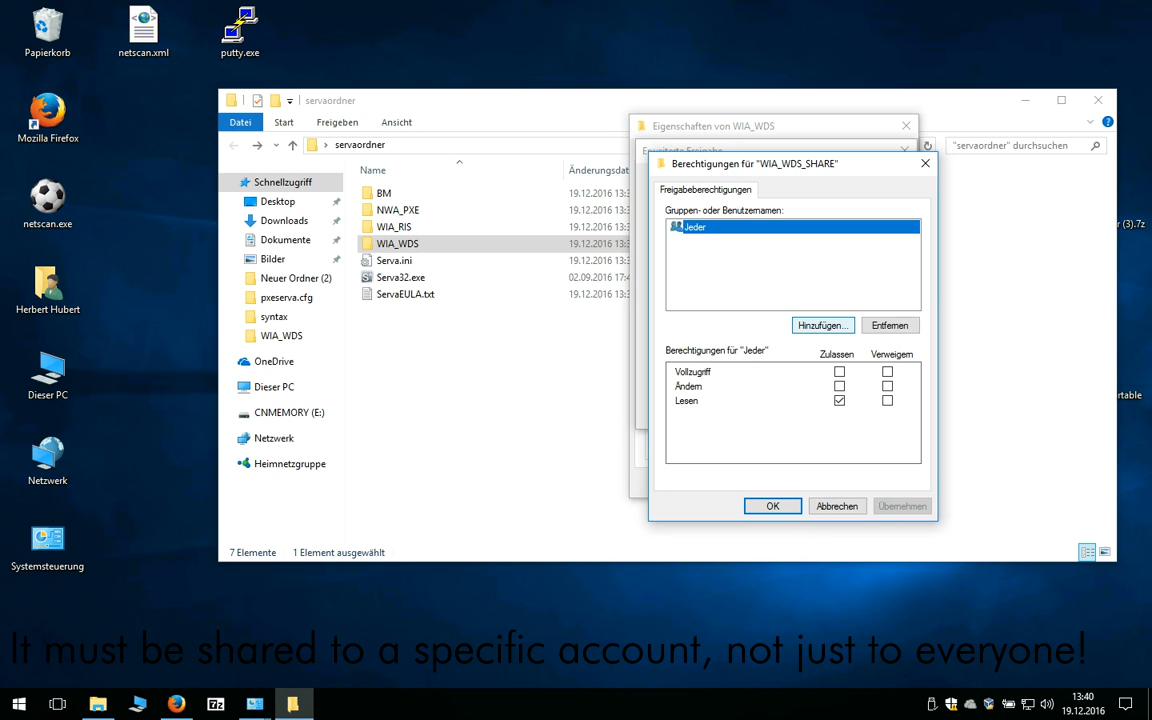 Papierkorb
netscan.xml
putty.exe
Mozilla Firefox
netscan.exe
Herbert Hubert
Dieser PC
Netzwerk
Systemsteuerung
servaordner
Datei Start Freigeben Ansicht
servaordner
"servaordner" durchsuchen
Schnellzugriff
Desktop
Downloads
Dokumente
Bilder
Neuer Ordner (2)
pxeserva.cfg
syntax
WIA_WDS
OneDrive
Dieser PC
CNMEMORY (E:)
Netzwerk
Heimnetzgruppe
Name Änderungsdat
BM 19.12.2016 13:3
NWA_PXE 19.12.2016 13:3
WIA_RIS 19.12.2016 13:3
WIA_WDS 19.12.2016 13:3
Serva.ini 19.12.2016 13:3
Serva32.exe 02.09.2016 17:4
ServaEULA.txt 19.12.2016 13:3
7 Elemente 1 Element ausgewählt
Eigenschaften von WIA_WDS
Berechtigungen für "WIA_WDS_SHARE"
Freigabeberechtigungen
Gruppen- oder Benutzernamen:
Jeder
Hinzufügen... Entfernen
Berechtigungen für "Jeder" Zulassen Verweigern
Vollzugriff
Ändern
Lesen
OK Abbrechen Übernehmen
r (3).7z
rtable
It must be shared to a specific account, not just to everyone!
7z
13:40
19.12.2016